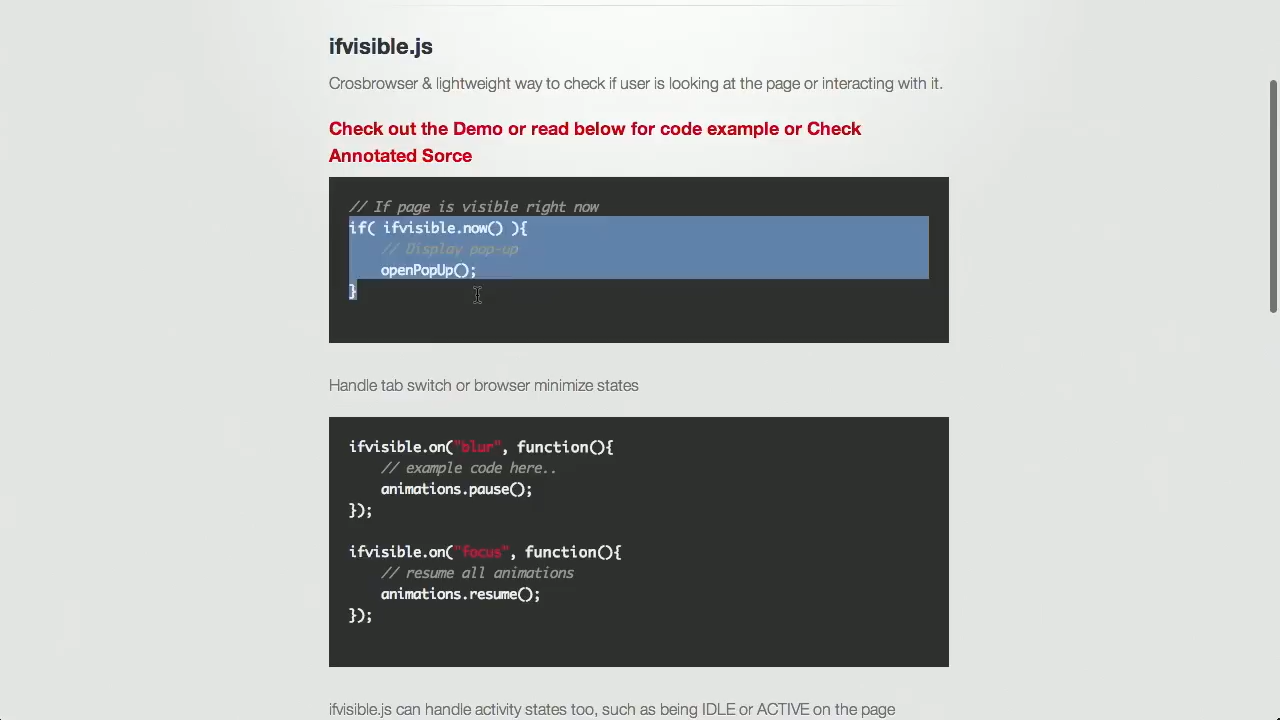 ifvisible.js
Crosbrowser & lightweight way to check if user is looking at the page or interacting with it.
Check out the Demo or read below for code example or Check
Annotated Sorce
// If page is visible right now
if( ifvisible.now() ){
    // Display pop-up
    openPopUp();
}
Handle tab switch or browser minimize states
ifvisible.on("blur", function(){
    // example code here..
    animations.pause();
});
ifvisible.on("focus", function(){
    // resume all animations
    animations.resume();
});
ifvisible.js can handle activity states too, such as being IDLE or ACTIVE on the page